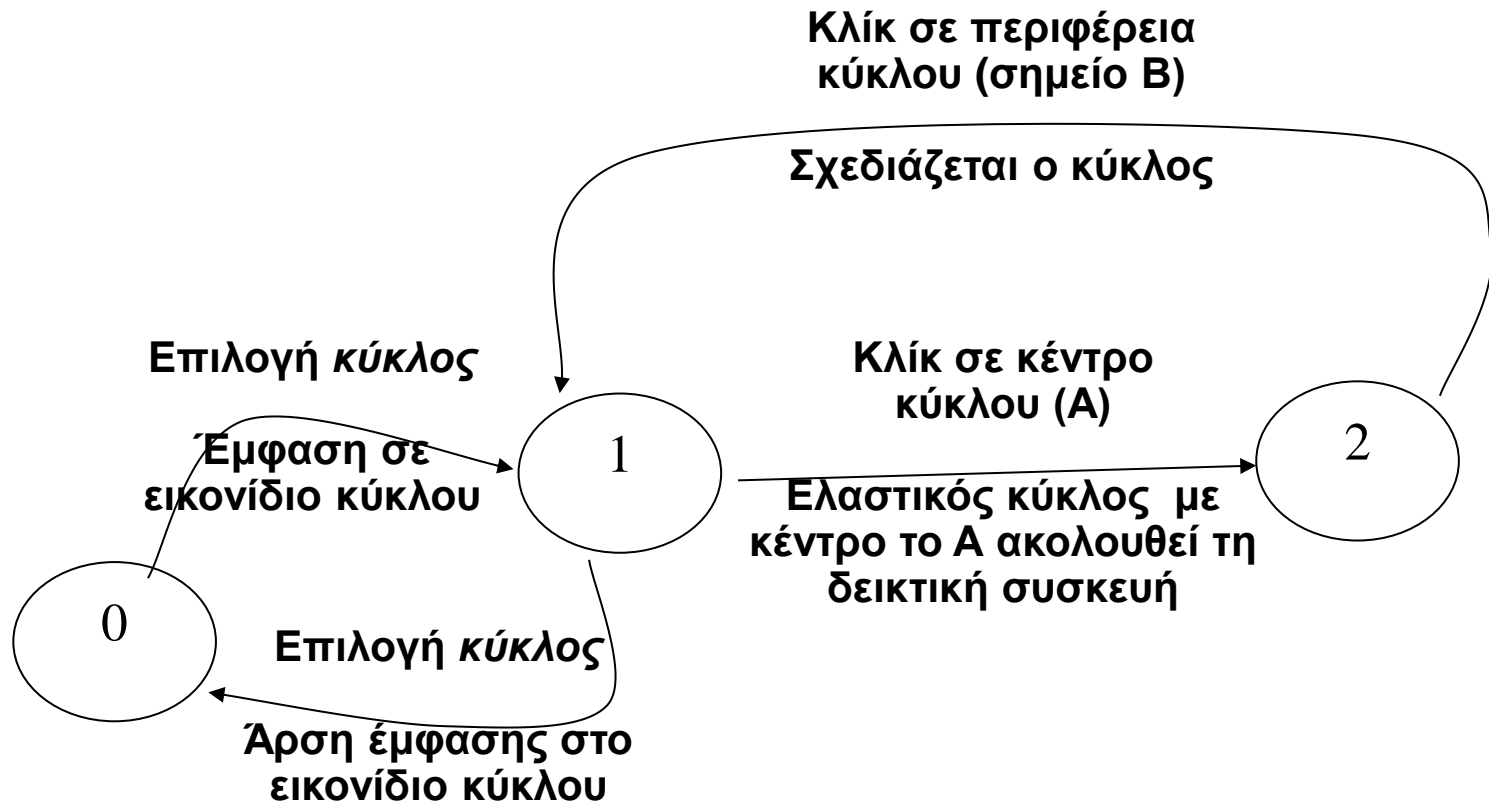 Κλίκ σε περιφέρεια
κύκλου (σημείο Β)
Σχεδιάζεται ο κύκλος
Επιλογή κύκλος
Έμφαση σε
εικονίδιο κύκλου
Κλίκ σε κέντρο
κύκλου (Α)
1
2
Ελαστικός κύκλος με
κέντρο το Α ακολουθεί τη
δεικτική συσκευή
0
Επιλογή κύκλος
Άρση έμφασης στο
εικονίδιο κύκλου